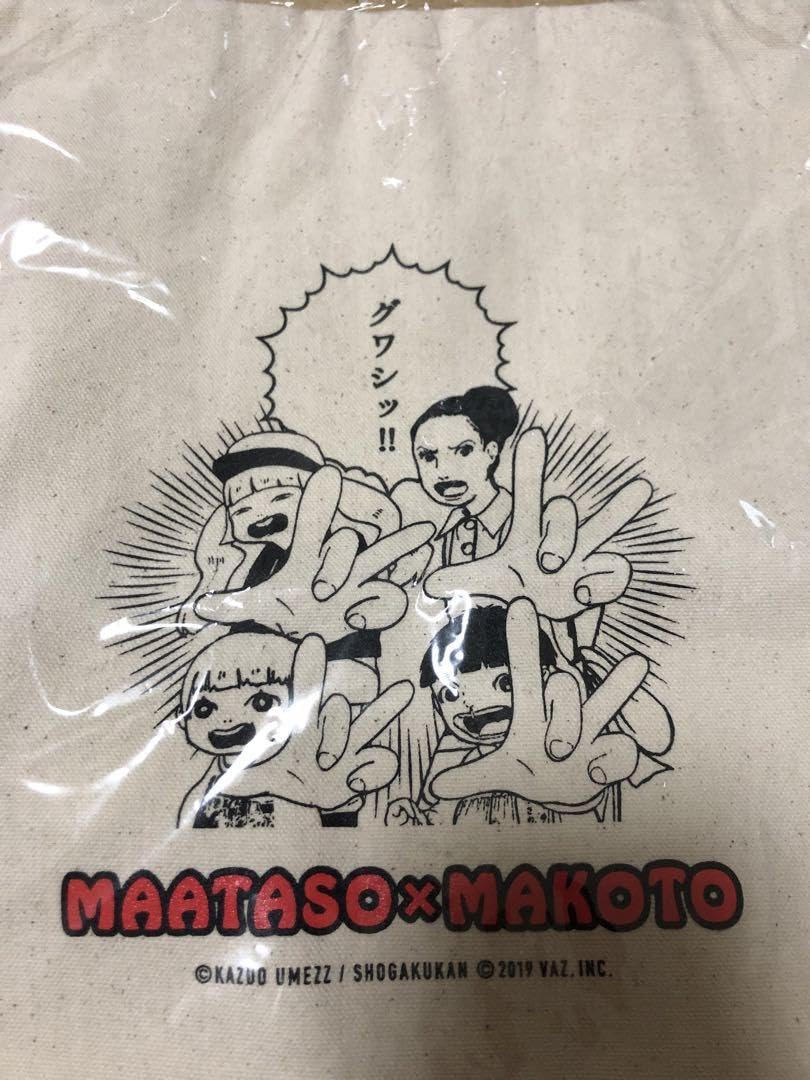 グワシッ!!
MAATASO×MAKOTO
©KAZUO UMEZZ / SHOGAKUKAN ©2019 VAZ, INC.